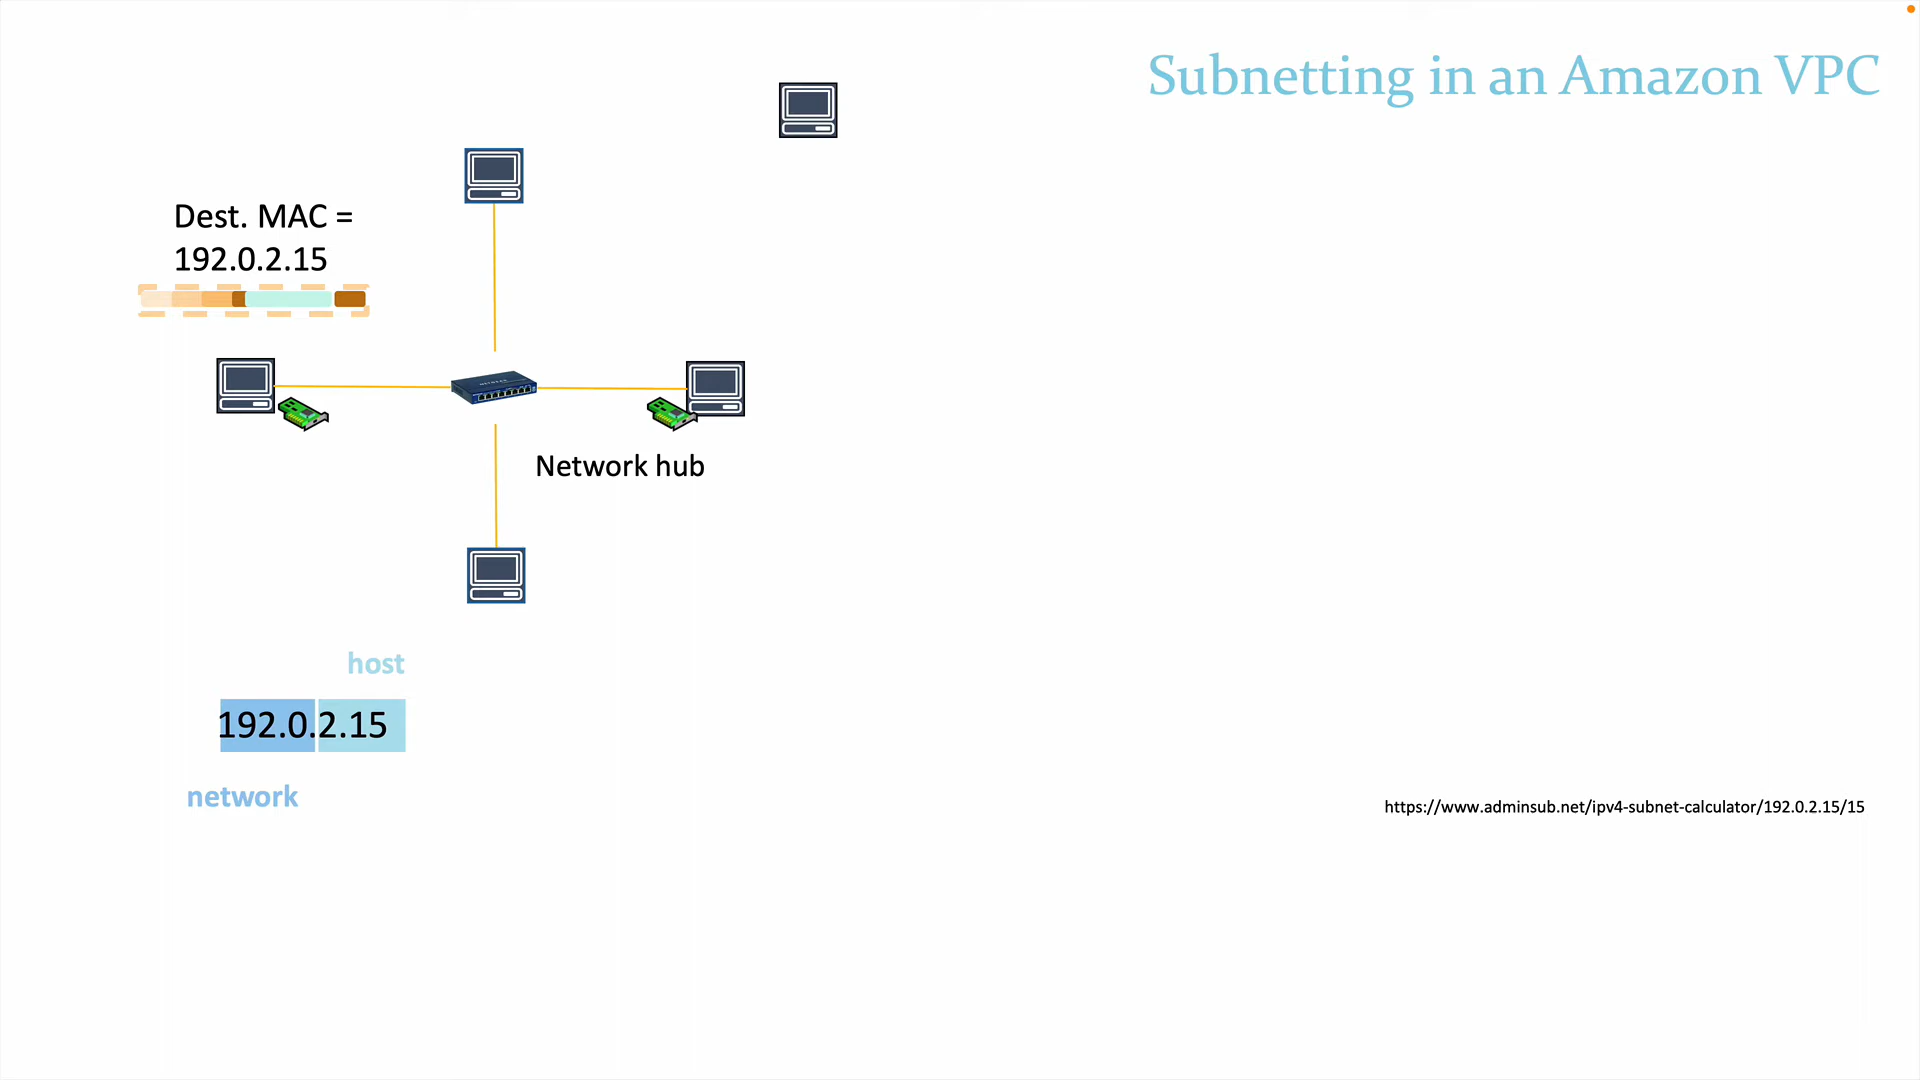 Subnetting in an Amazon VPC
Dest. MAC =
192.0.2.15
Network hub
host
192.0.2.15
network
https://www.adminsub.net/ipv4-subnet-calculator/192.0.2.15/15